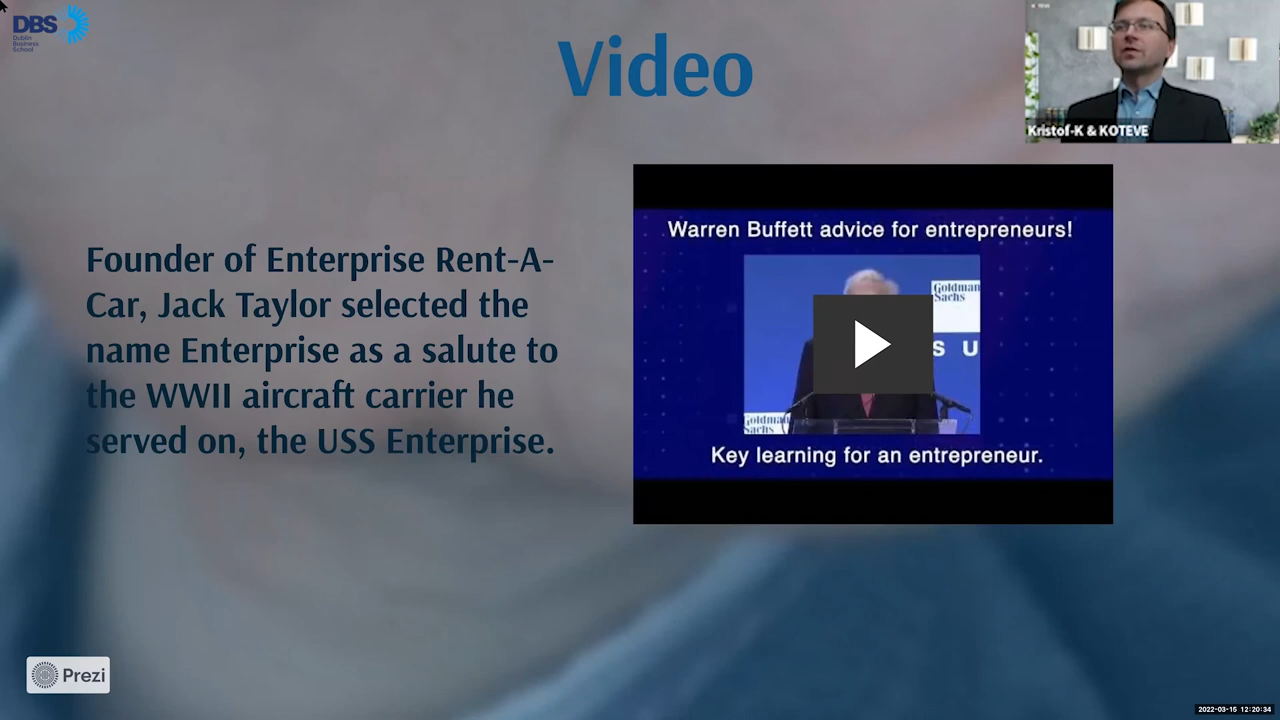 DBS
Dublin
Business
School
Video
Kristof-K & KOTEVE
Founder of Enterprise Rent-A-
Car, Jack Taylor selected the
name Enterprise as a salute to
the WWII aircraft carrier he
served on, the USS Enterprise.
Warren Buffett advice for entrepreneurs!
Goldman
Sachs
S U
Goldman
Sachs
Key learning for an entrepreneur.
Prezi
2022-03-15 12:20:34